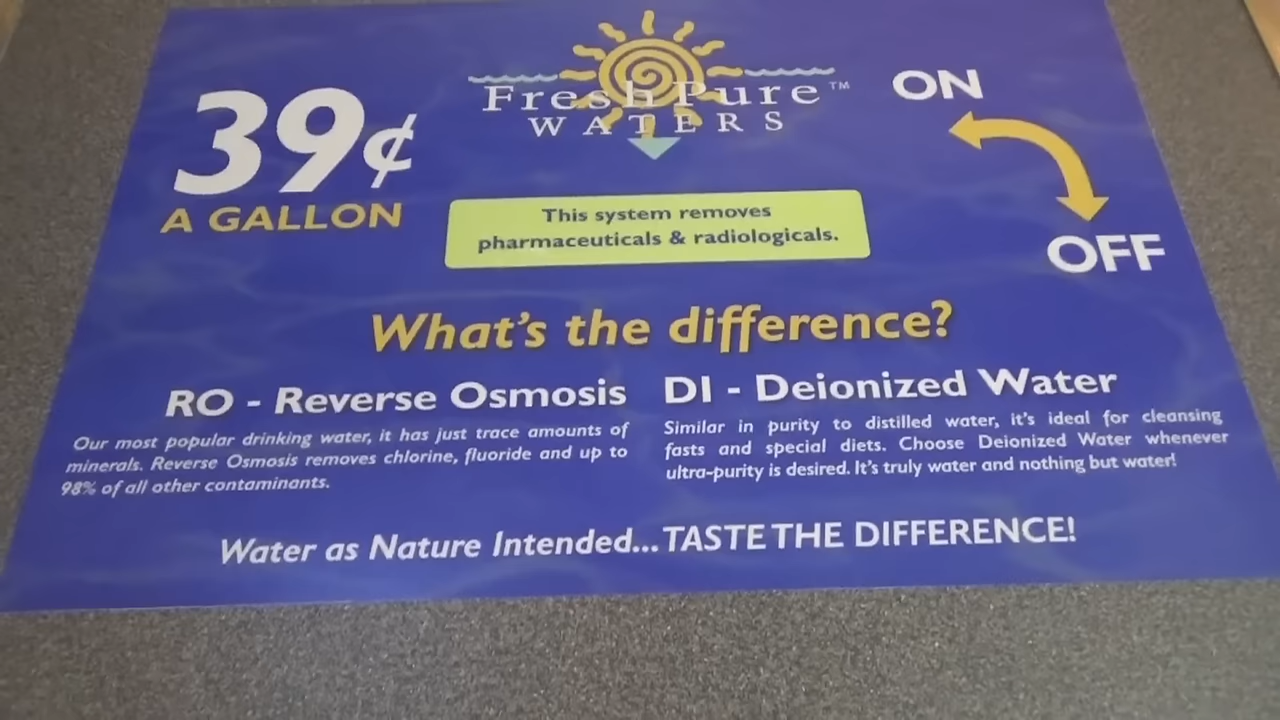 39¢
A GALLON
FreshPure™
WATERS
ON
OFF
This system removes
pharmaceuticals & radiologicals.
What's the difference?
RO - Reverse Osmosis
Our most popular drinking water, it has just trace amounts of
minerals. Reverse Osmosis removes chlorine, fluoride and up to
98% of all other contaminants.
DI - Deionized Water
Similar in purity to distilled water, it's ideal for cleansing
fasts and special diets. Choose Deionized Water whenever
ultra-purity is desired. It's truly water and nothing but water!
Water as Nature Intended... TASTE THE DIFFERENCE!